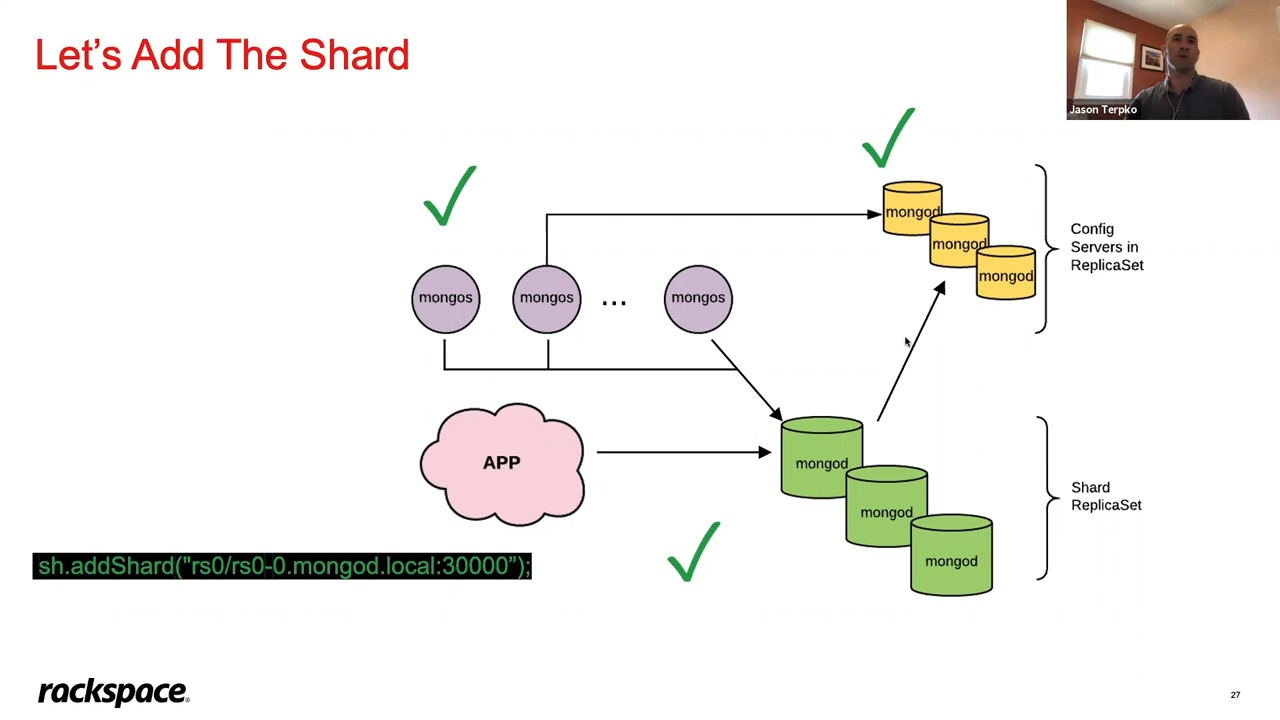 Let's Add The Shard
Jason Terpko
mongod
mongod
mongod
Config
Servers in
ReplicaSet
mongos
mongos
...
mongos
APP
mongod
mongod
mongod
Shard
ReplicaSet
sh.addShard("rs0/rs0-0.mongod.local:30000”);
rackspace®
27